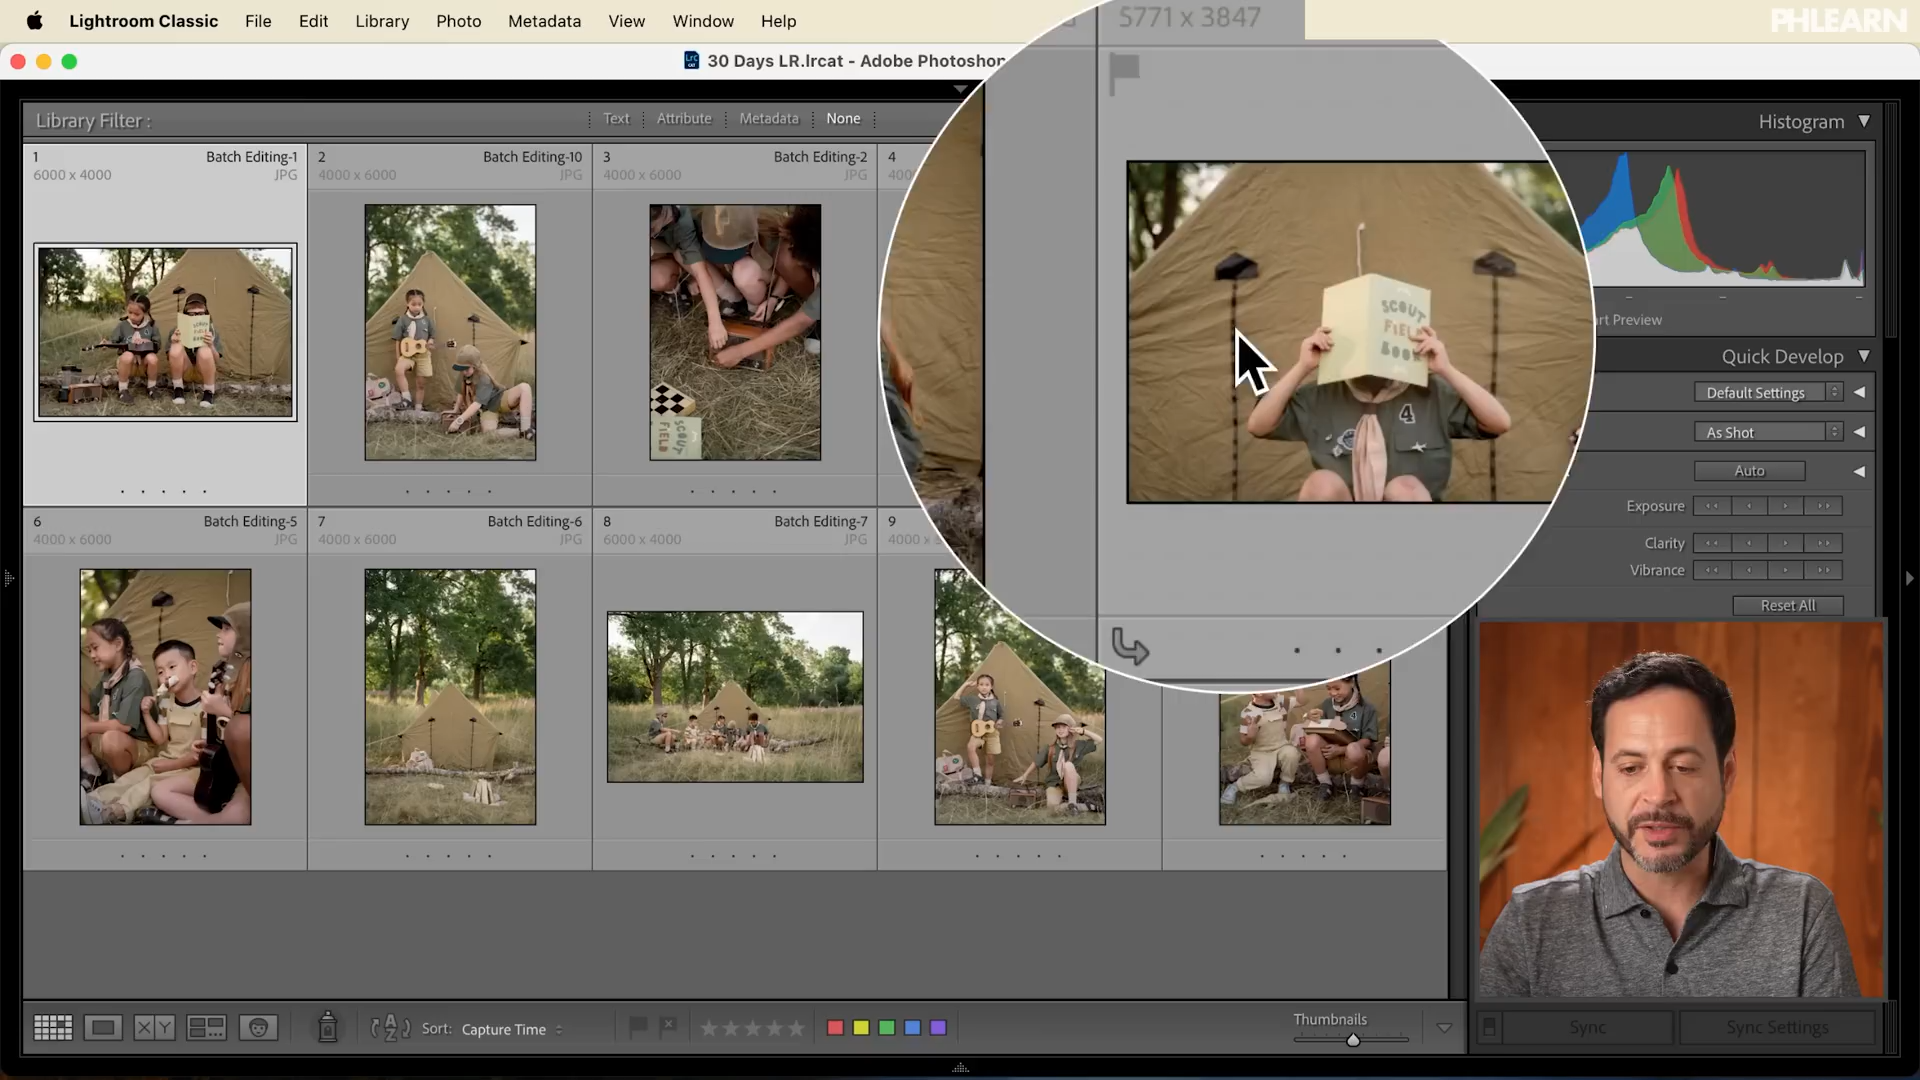 Lightroom Classic File Edit Library Photo Metadata View Window Help
PHLEARN
5771 x 3847
30 Days LR.lrcat - Adobe Photoshop
Library Filter : Text Attribute Metadata None
Histogram
1 Batch Editing-1
6000 x 4000 JPG
2 Batch Editing-10
4000 x 6000 JPG
3 Batch Editing-2
4000 x 6000 JPG
4
SCOUT
FIELD
BOOK
4
Quick Develop
Default Settings
As Shot
Auto
Exposure
Clarity
Vibrance
Reset All
SCOUT
FIELD
6 Batch Editing-5
4000 x 6000 JPG
7 Batch Editing-6
4000 x 6000 JPG
8 Batch Editing-7
6000 x 4000 JPG
9
4000 x
Sort: Capture Time
Thumbnails
Sync
Sync Settings